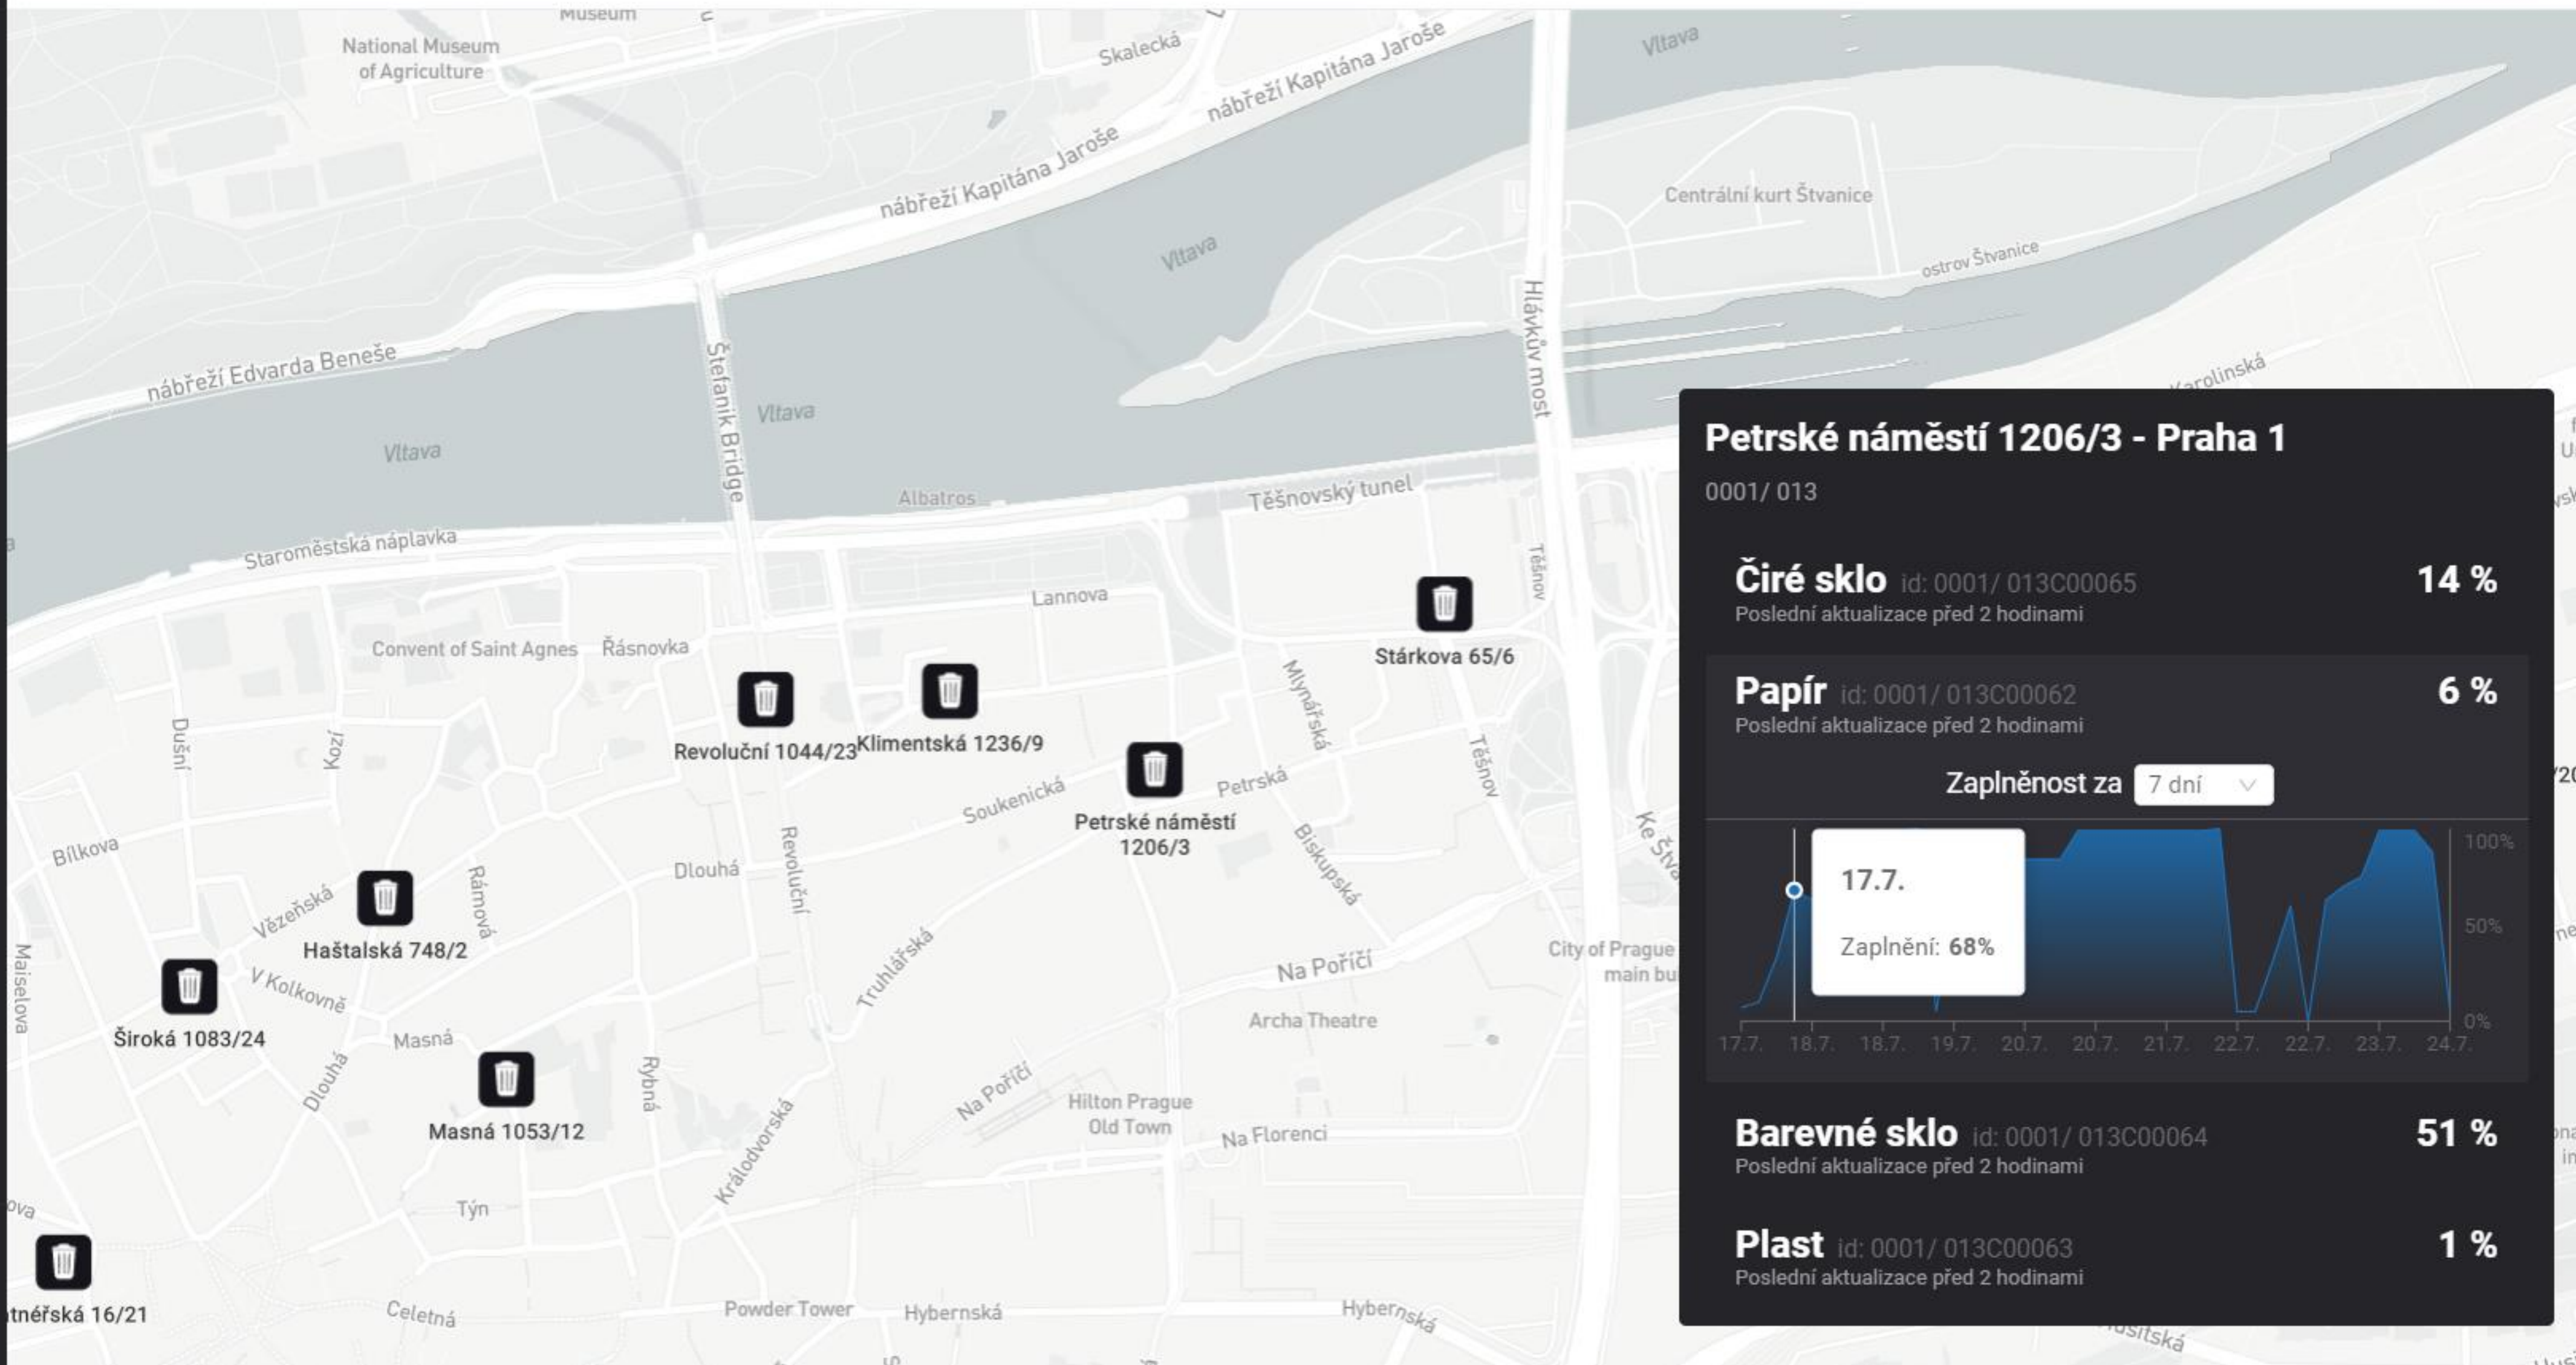 Museum
National Museum
of Agriculture
Skalecká
nábřeží Kapitána Jaroše
Vltava
nábřeží Kapitána Jaroše
Centrální kurt Štvanice
Vltava
ostrov Štvanice
Hlávkův most
nábřeží Edvarda Beneše
Štefanik Bridge
Vltava
Vltava
Karolinská
Albatros
Těšnovský tunel
Staroměstská náplavka
Těšnov
Lannova
Convent of Saint Agnes
Řásnovka
Stárkova 65/6
Mlynářská
Dušní
Kozí
Revoluční 1044/23
Klimentská 1236/9
Těšnov
Soukenická
Petrská
Petrské náměstí
1206/3
Bílkova
Revoluční
Biskupská
Dlouhá
Rámová
Vězeňská
Haštalská 748/2
Truhlářská
Na Poříčí
City of Prague
Maiselova
V Kolkovně
Široká 1083/24
Masná
Archa Theatre
Dlouhá
Rybná
Na Poříčí
Masná 1053/12
Hilton Prague
Old Town
Na Florenci
Králodvorská
Týn
Celetná
Powder Tower
Hybernská
Hybernská
Petrské náměstí 1206/3 - Praha 1
0001/ 013
Čiré sklo id: 0001/ 013C00065 14 %
Poslední aktualizace před 2 hodinami
Papír id: 0001/ 013C00062 6 %
Poslední aktualizace před 2 hodinami
Zaplněnost za 7 dní
100%
17.7.
50%
Zaplnění: 68%
0%
17.7. 18.7. 18.7. 19.7. 20.7. 20.7. 21.7. 22.7. 22.7. 23.7. 24.7.
Barevné sklo id: 0001/ 013C00064 51 %
Poslední aktualizace před 2 hodinami
Plast id: 0001/ 013C00063 1 %
Poslední aktualizace před 2 hodinami